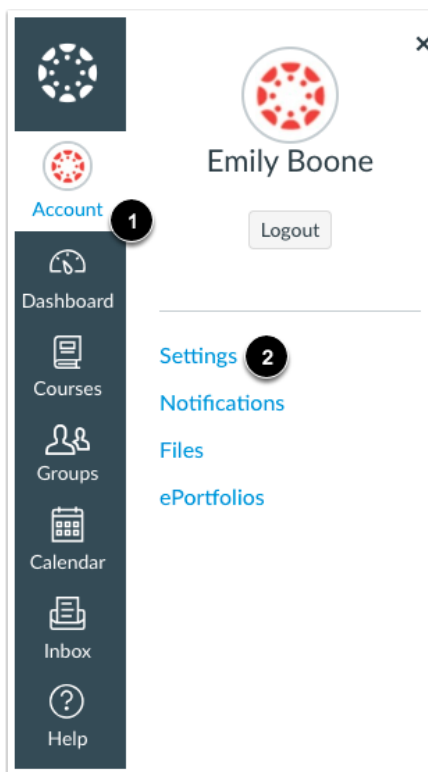 Account
1
Dashboard
Courses
Groups
Calendar
Inbox
Help
×
Emily Boone
Logout
Settings 2
Notifications
Files
ePortfolios